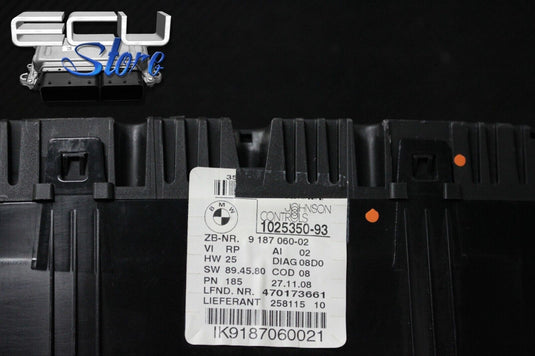 ECU
Store
35
BMW
JOHNSON
CONTROLS
1025350-93
ZB-NR. 9 187 060-02
VI RP AI 02
HW 25 DIAG 08D0
SW 89.45.80 COD 08
PN 185 27.11.08
LFND. NR. 470173661
LIEFERANT 258115 10
IK9187060021